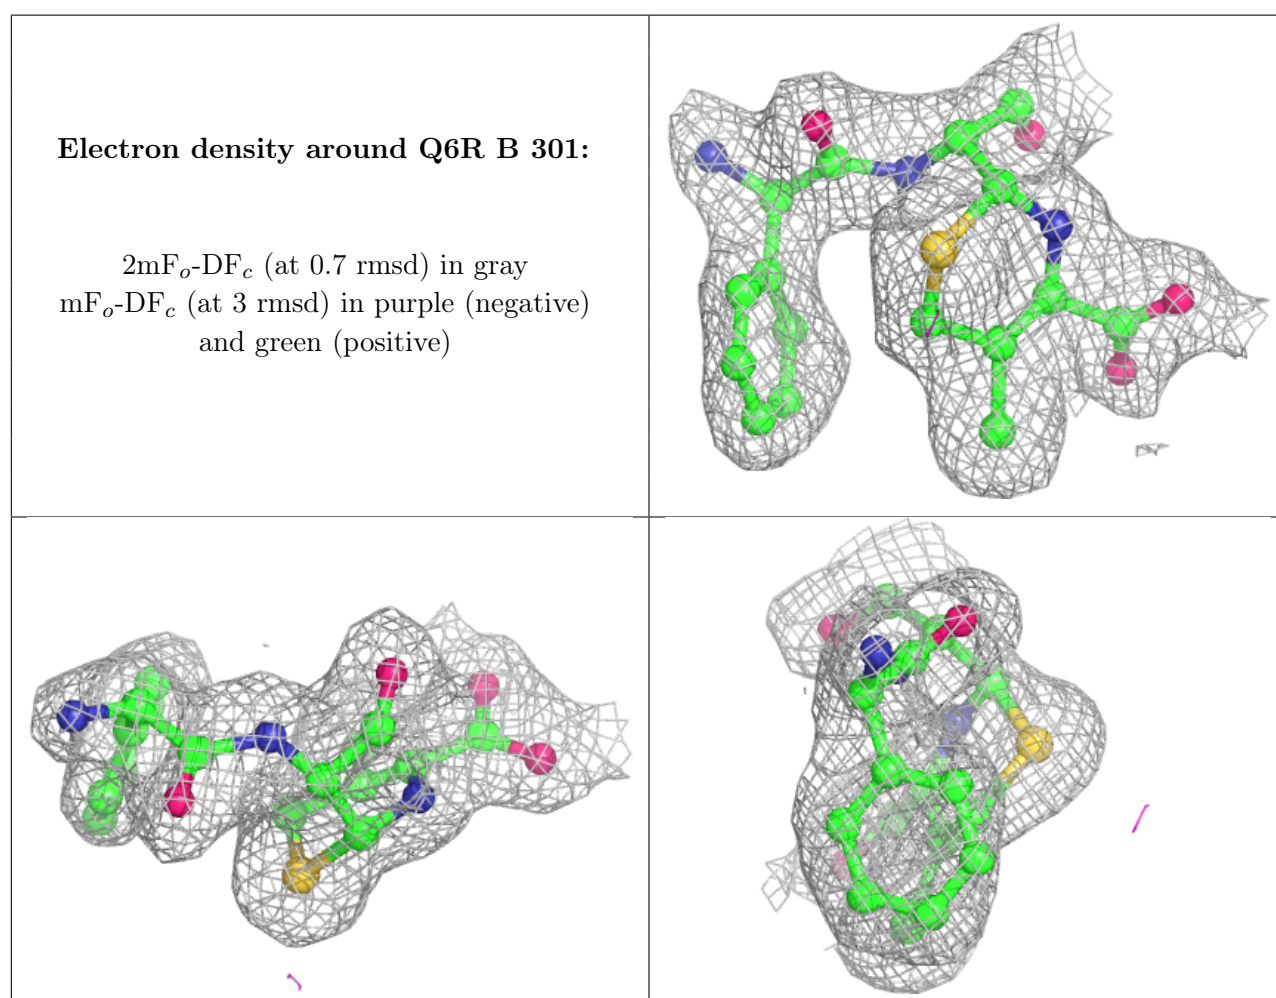 Electron density around Q6R B 301:
2mFₒ-DF𝑐 (at 0.7 rmsd) in gray
mFₒ-DF𝑐 (at 3 rmsd) in purple (negative)
and green (positive)